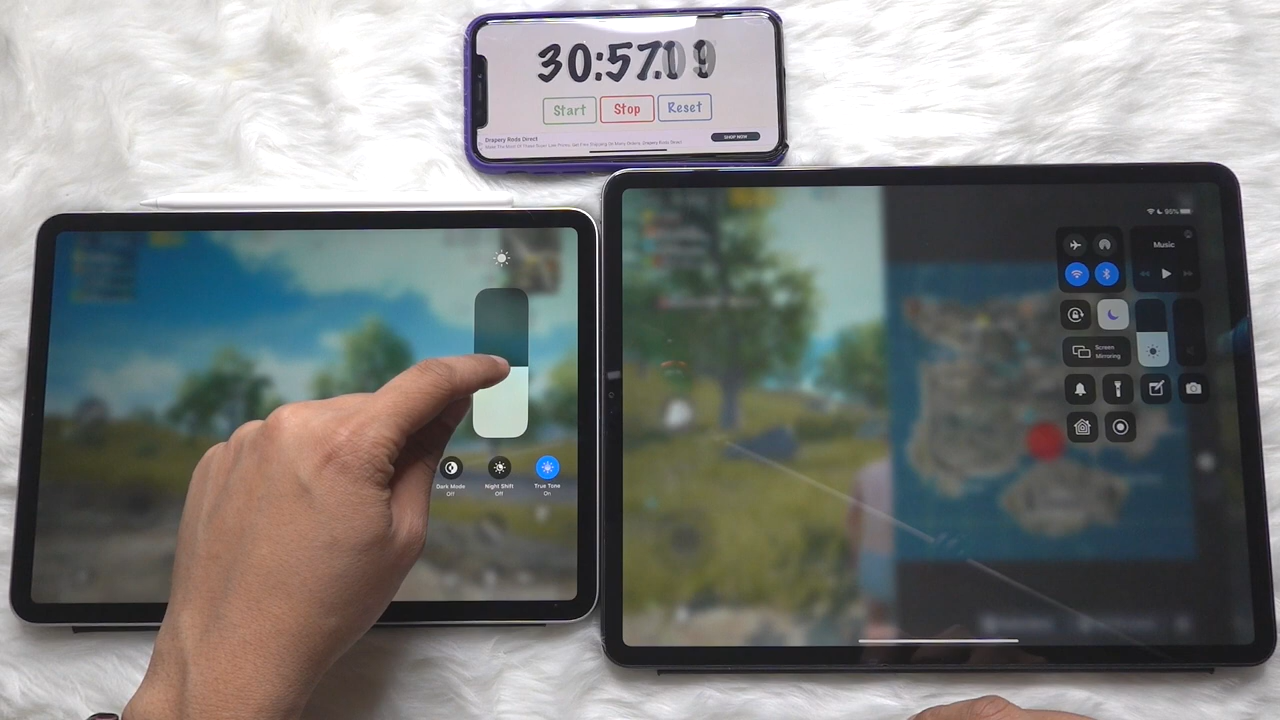 30:57.
Start Stop Reset
Drapery Rods Direct
SHOP NOW
Dark Mode
Off
Night Shift
Off
True Tone
On
95%
Music
Screen
Mirroring